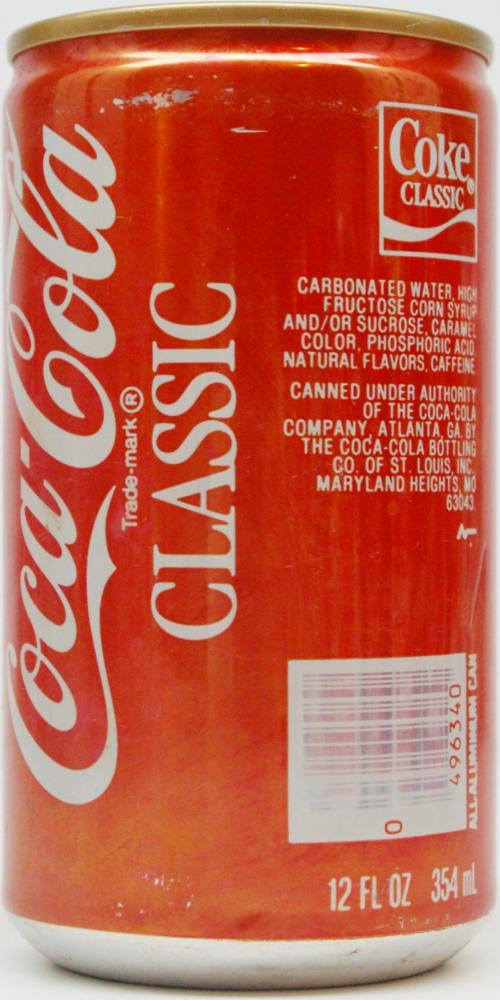 Coca-Cola
Trade-mark ®
CLASSIC
Coke®
CLASSIC
CARBONATED WATER, HIGH
FRUCTOSE CORN SYRUP
AND/OR SUCROSE, CARAMEL
COLOR, PHOSPHORIC ACID,
NATURAL FLAVORS, CAFFEINE
CANNED UNDER AUTHORITY
OF THE COCA-COLA
COMPANY, ATLANTA, GA. BY
THE COCA-COLA BOTTLING
CO. OF ST. LOUIS, INC.,
MARYLAND HEIGHTS, MO
63043
0 496340
ALL-ALUMINUM CAN
12 FL OZ 354 mL